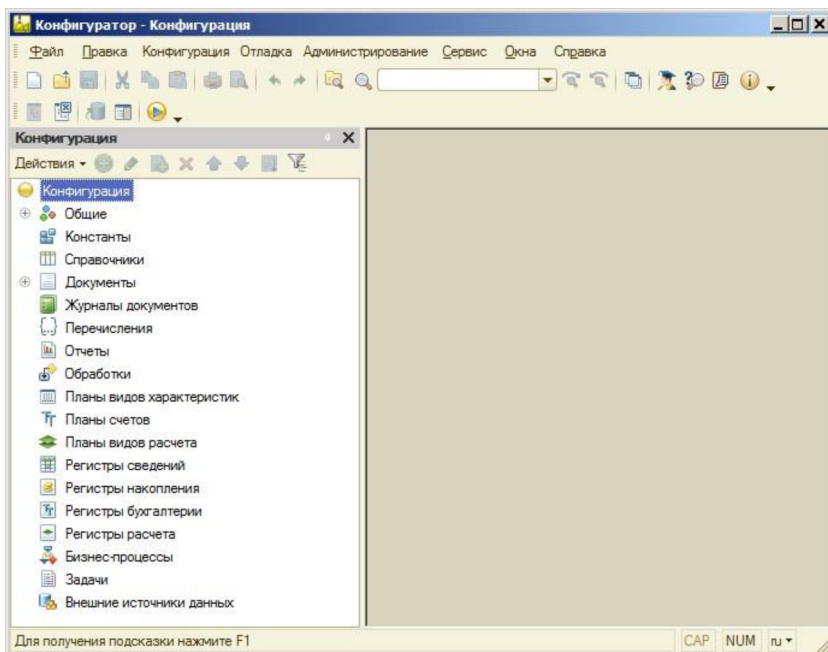 Конфигуратор - Конфигурация
Файл Правка Конфигурация Отладка Администрирование Сервис Окна Справка
Конфигурация
Действия
Конфигурация
Общие
Константы
Справочники
Документы
Журналы документов
Перечисления
Отчеты
Обработки
Планы видов характеристик
Планы счетов
Планы видов расчета
Регистры сведений
Регистры накопления
Регистры бухгалтерии
Регистры расчета
Бизнес-процессы
Задачи
Внешние источники данных
Для получения подсказки нажмите F1 CAP NUM ru